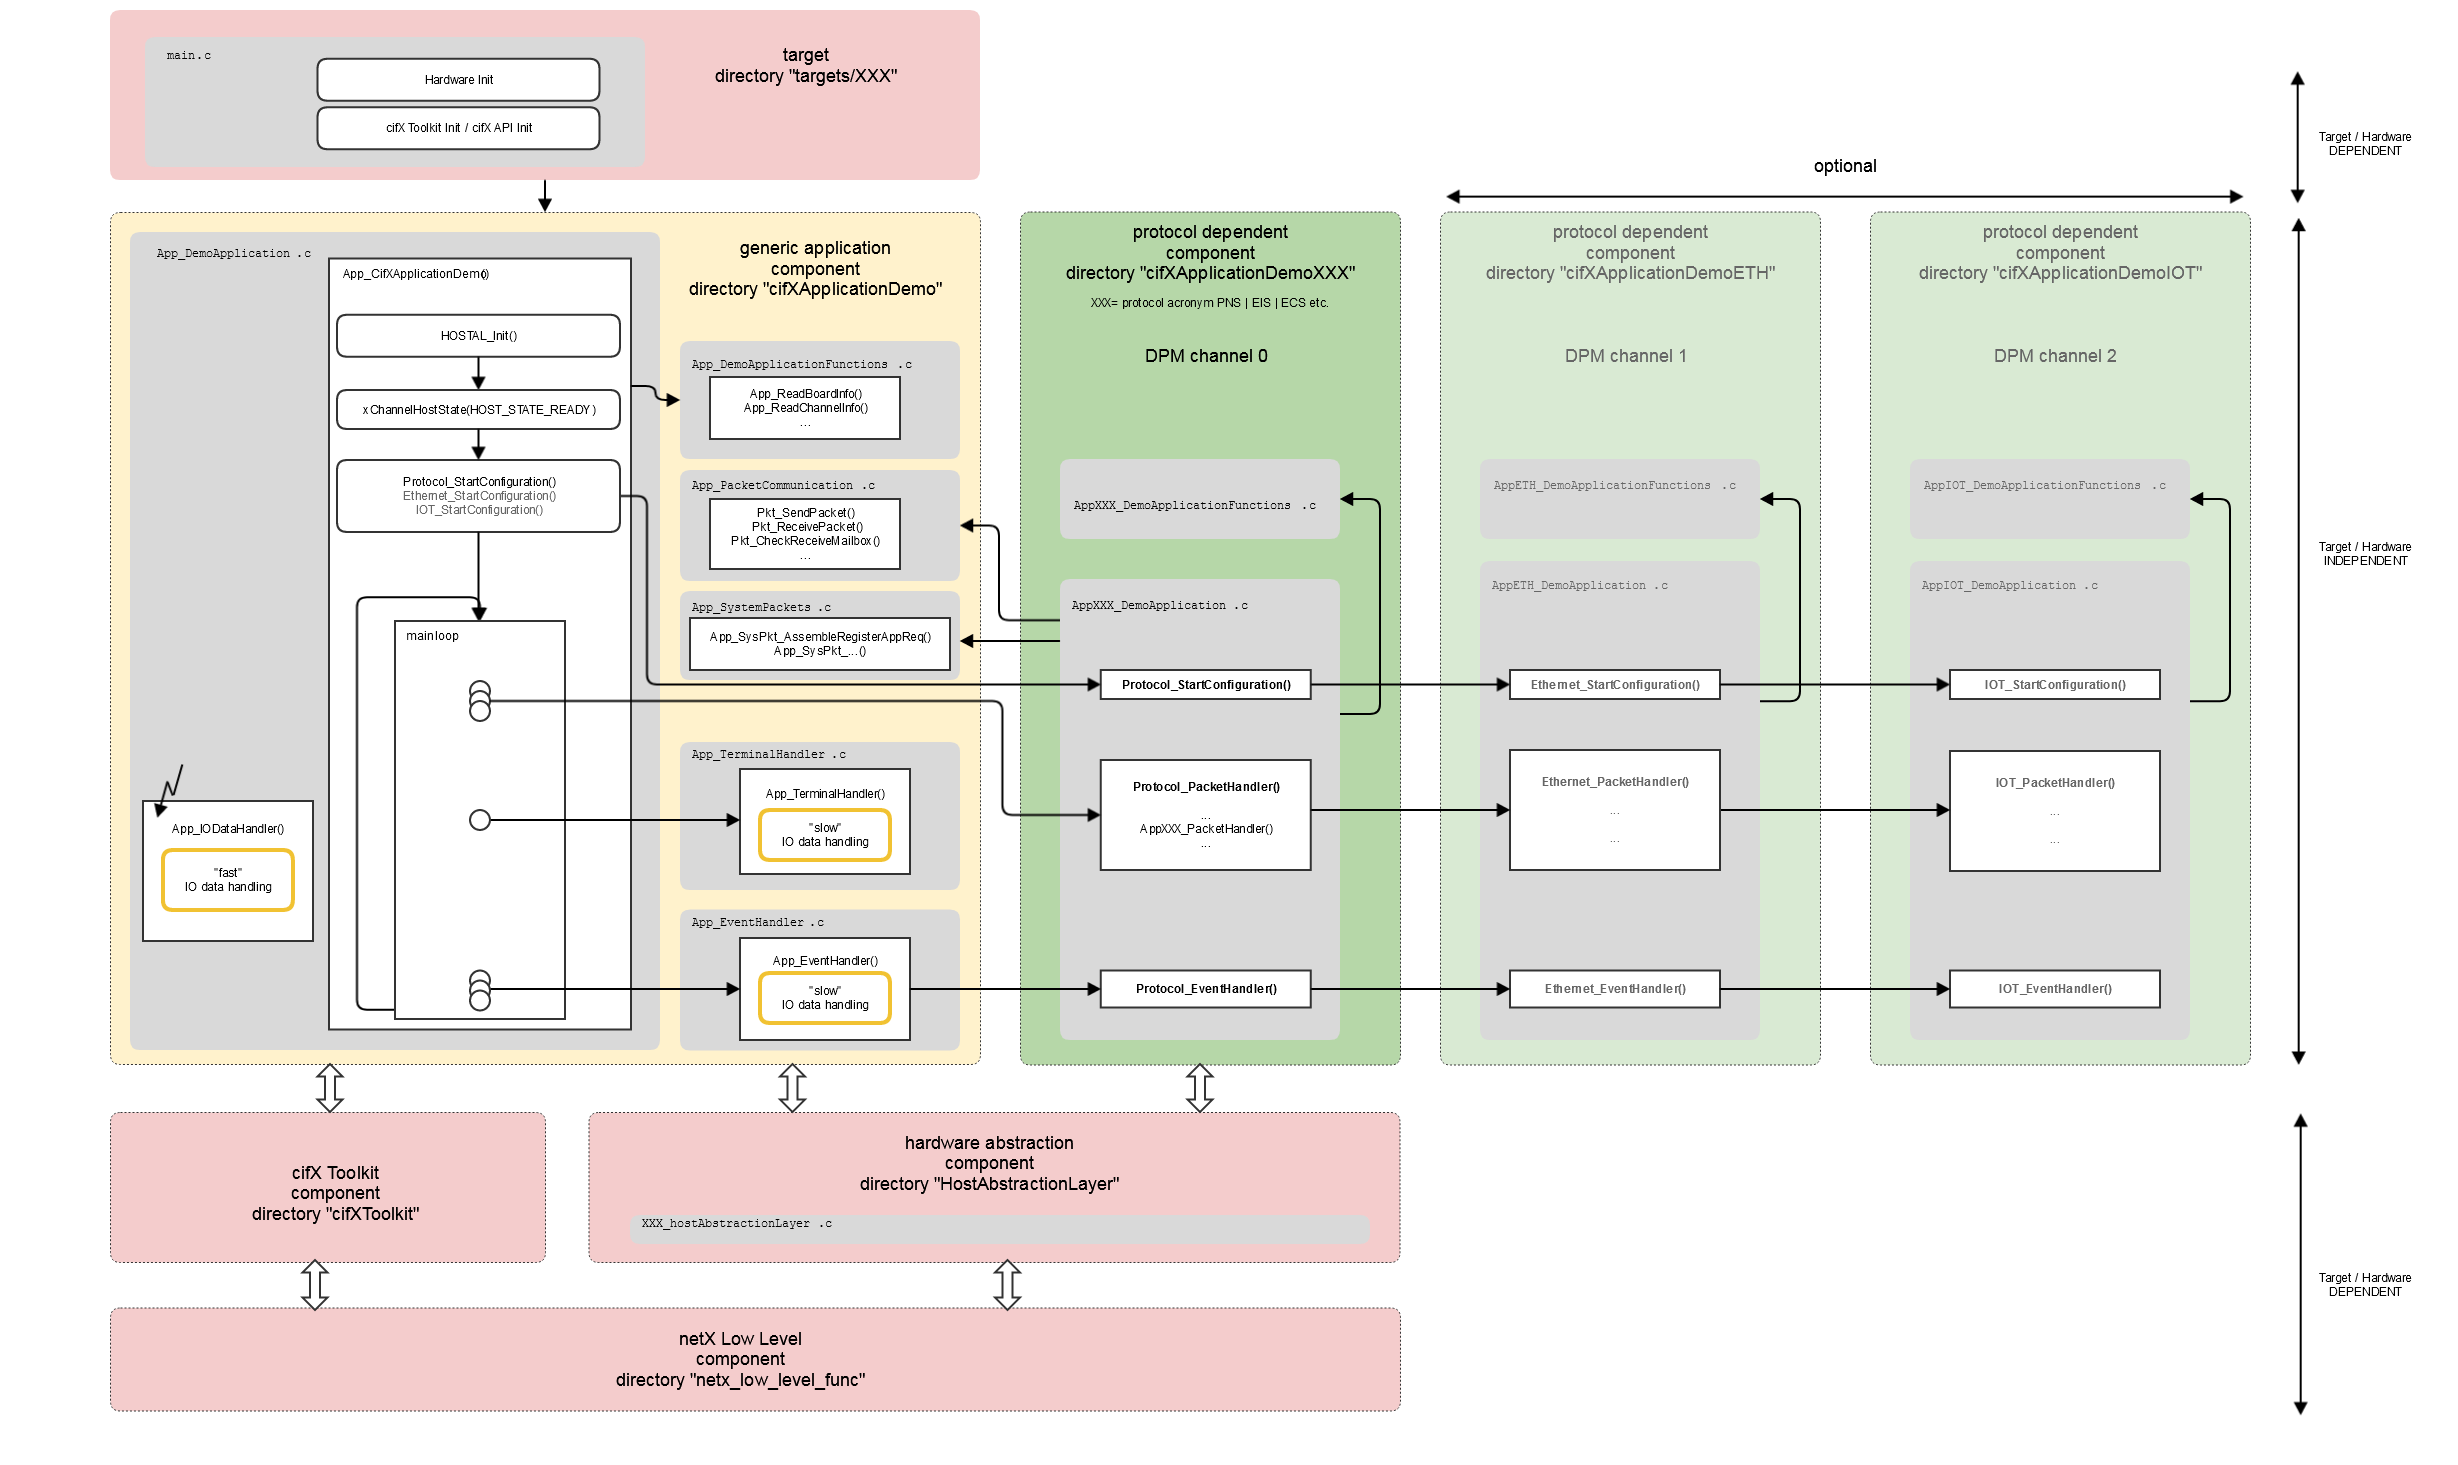 main.c
Hardware Init
cifX Toolkit Init / cifX API Init
target
directory "targets/XXX"
Target / Hardware
DEPENDENT
optional
App_DemoApplication .c
App_CifXApplicationDemo()
HOSTAL_Init()
xChannelHostState(HOST_STATE_READY)
Protocol_StartConfiguration()
Ethernet_StartConfiguration()
IOT_StartConfiguration()
mainloop
App_IODataHandler()
"fast"
IO data handling
generic application
component
directory "cifXApplicationDemo"
App_DemoApplicationFunctions .c
App_ReadBoardInfo()
App_ReadChannelInfo()
...
App_PacketCommunication .c
Pkt_SendPacket()
Pkt_ReceivePacket()
Pkt_CheckReceiveMailbox()
...
App_SystemPackets .c
App_SysPkt_AssembleRegisterAppReq()
App_SysPkt_...()
App_TerminalHandler .c
App_TerminalHandler()
"slow"
IO data handling
App_EventHandler .c
App_EventHandler()
"slow"
IO data handling
protocol dependent
component
directory "cifXApplicationDemoXXX"
XXX= protocol acronym PNS | EIS | ECS etc.
DPM channel 0
AppXXX_DemoApplicationFunctions .c
AppXXX_DemoApplication .c
Protocol_StartConfiguration()
Protocol_PacketHandler()
...
AppXXX_PacketHandler()
...
Protocol_EventHandler()
protocol dependent
component
directory "cifXApplicationDemoETH"
DPM channel 1
AppETH_DemoApplicationFunctions .c
AppETH_DemoApplication .c
Ethernet_StartConfiguration()
Ethernet_PacketHandler()
...
...
Ethernet_EventHandler()
protocol dependent
component
directory "cifXApplicationDemoIOT"
DPM channel 2
AppIOT_DemoApplicationFunctions .c
AppIOT_DemoApplication .c
IOT_StartConfiguration()
IOT_PacketHandler()
...
...
IOT_EventHandler()
Target / Hardware
INDEPENDENT
cifX Toolkit
component
directory "cifXToolkit"
hardware abstraction
component
directory "HostAbstractionLayer"
XXX_hostAbstractionLayer .c
netX Low Level
component
directory "netx_low_level_func"
Target / Hardware
DEPENDENT